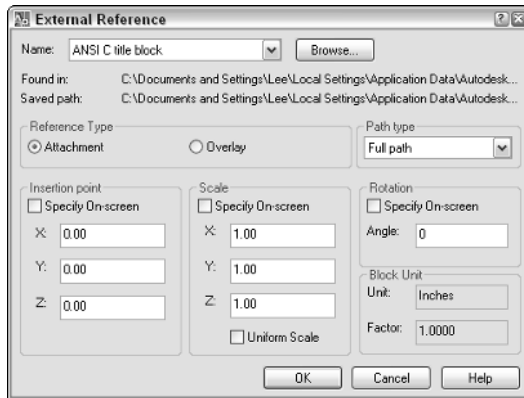 External Reference
Name: ANSI C title block Browse...
Found in: C:\Documents and Settings\Lee\Local Settings\Application Data\Autodesk...
Saved path: C:\Documents and Settings\Lee\Local Settings\Application Data\Autodesk...
Reference Type Path type
Attachment Overlay Full path
Insertion point Scale Rotation
Specify On-screen Specify On-screen Specify On-screen
X: 0.00 X: 1.00 Angle: 0
Y: 0.00 Y: 1.00 Block Unit
Z: 0.00 Z: 1.00 Unit: Inches
Uniform Scale Factor: 1.0000
OK Cancel Help